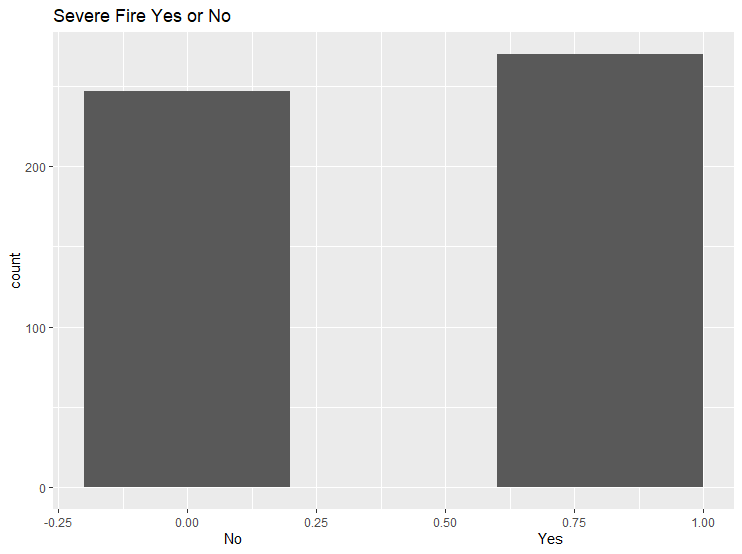 Severe Fire Yes or No
200
100
0
count
-0.25 0.00 0.25 0.50 0.75 1.00
No Yes